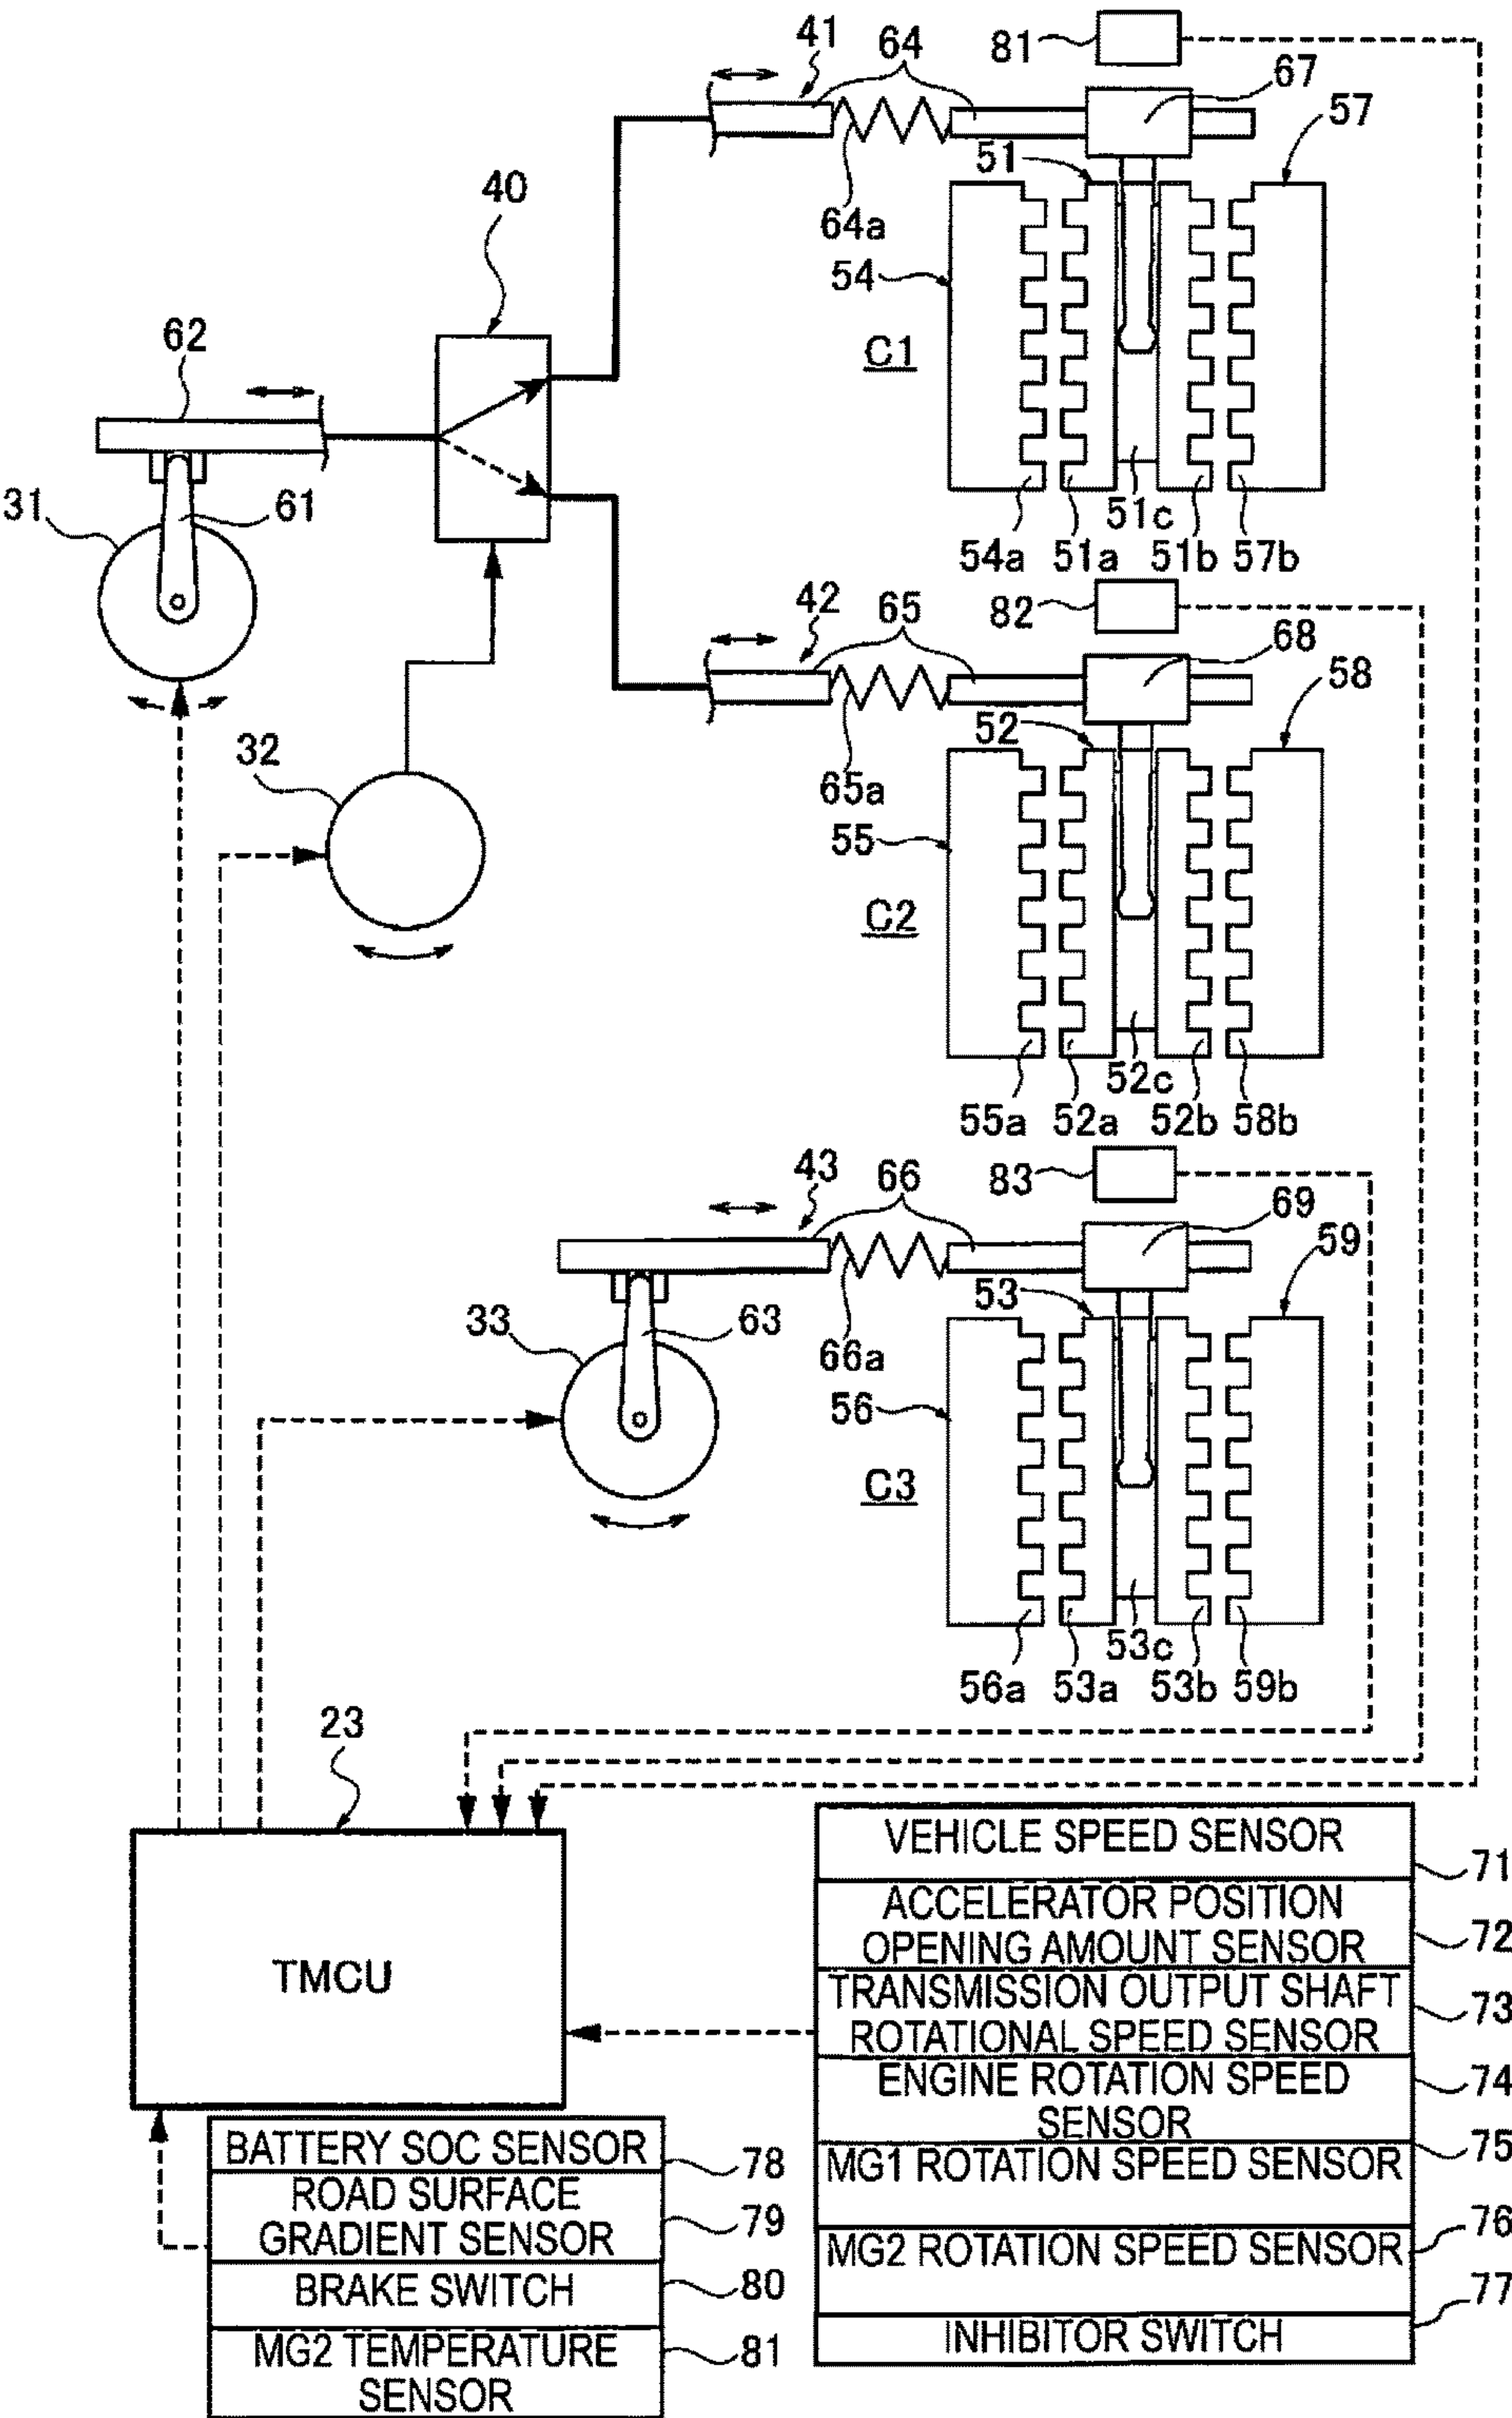 41
64
81
67
57
51
40
64a
54
C1
62
31
61
54a
51a
51c
51b
57b
42
65
82
68
58
52
32
65a
55
C2
55a
52a
52c
52b
58b
43
66
83
69
59
53
33
63
66a
56
C3
56a
53a
53c
53b
59b
23
TMCU
VEHICLE SPEED SENSOR
71
ACCELERATOR POSITION
OPENING AMOUNT SENSOR
72
TRANSMISSION OUTPUT SHAFT
ROTATIONAL SPEED SENSOR
73
ENGINE ROTATION SPEED
SENSOR
74
MG1 ROTATION SPEED SENSOR
75
MG2 ROTATION SPEED SENSOR
76
INHIBITOR SWITCH
77
BATTERY SOC SENSOR
78
ROAD SURFACE
GRADIENT SENSOR
79
BRAKE SWITCH
80
MG2 TEMPERATURE
SENSOR
81